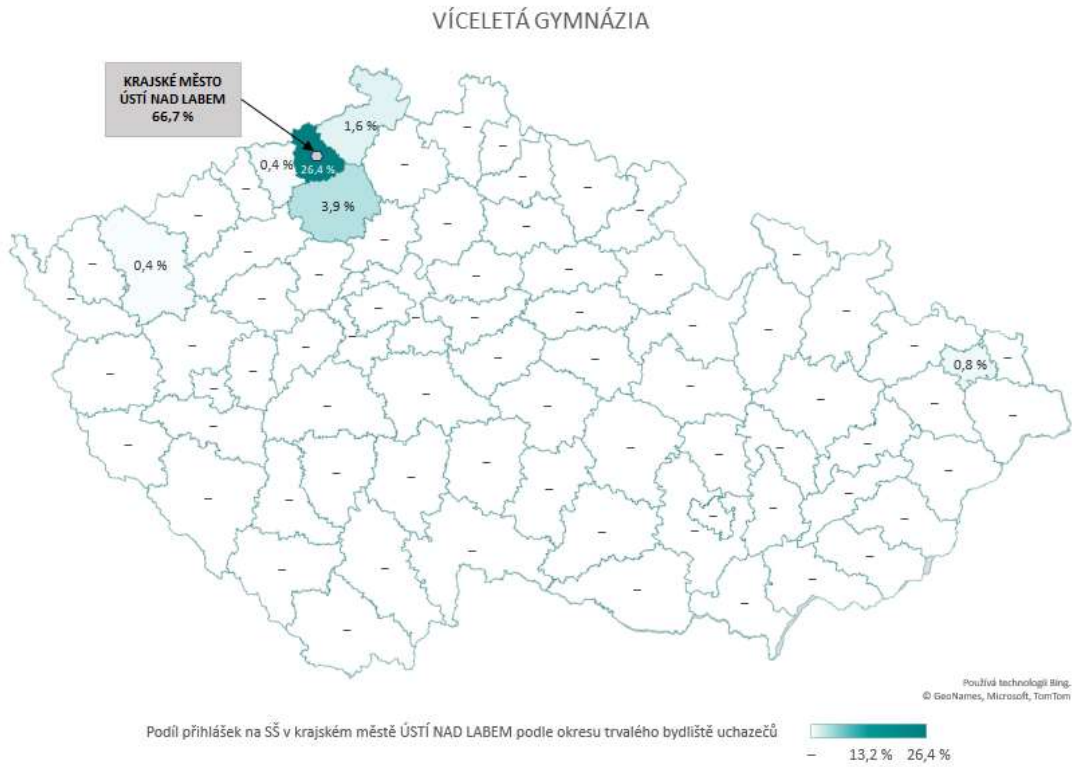 VÍCELETÁ GYMNÁZIA
KRAJSKÉ MĚSTO
ÚSTÍ NAD LABEM
66,7 %
1,6 %
0,4 %
26,4 %
3,9 %
0,4 %
0,8 %
Používá technologii Bing.
© GeoNames, Microsoft, TomTom
Podíl přihlášek na SŠ v krajském městě ÚSTÍ NAD LABEM podle okresu trvalého bydliště uchazečů
– 13,2 % 26,4 %